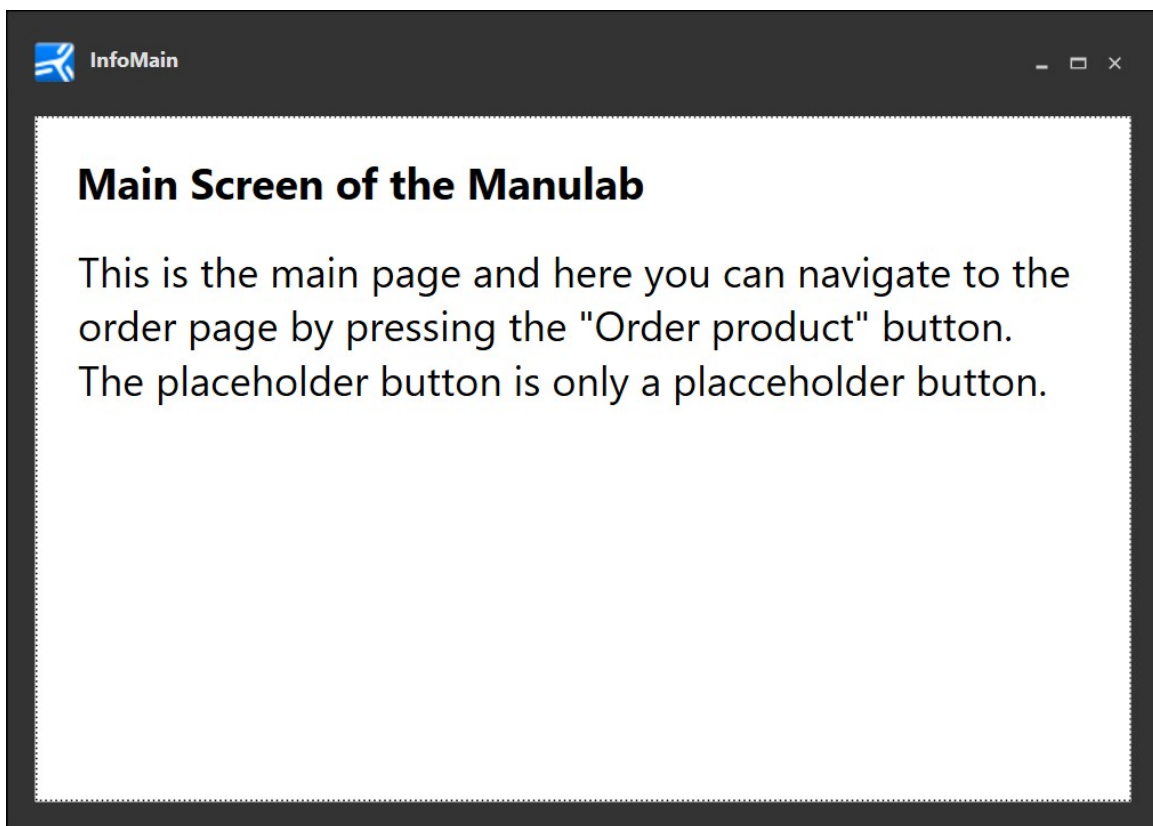 InfoMain
Main Screen of the Manulab
This is the main page and here you can navigate to the
order page by pressing the "Order product" button.
The placeholder button is only a placceholder button.